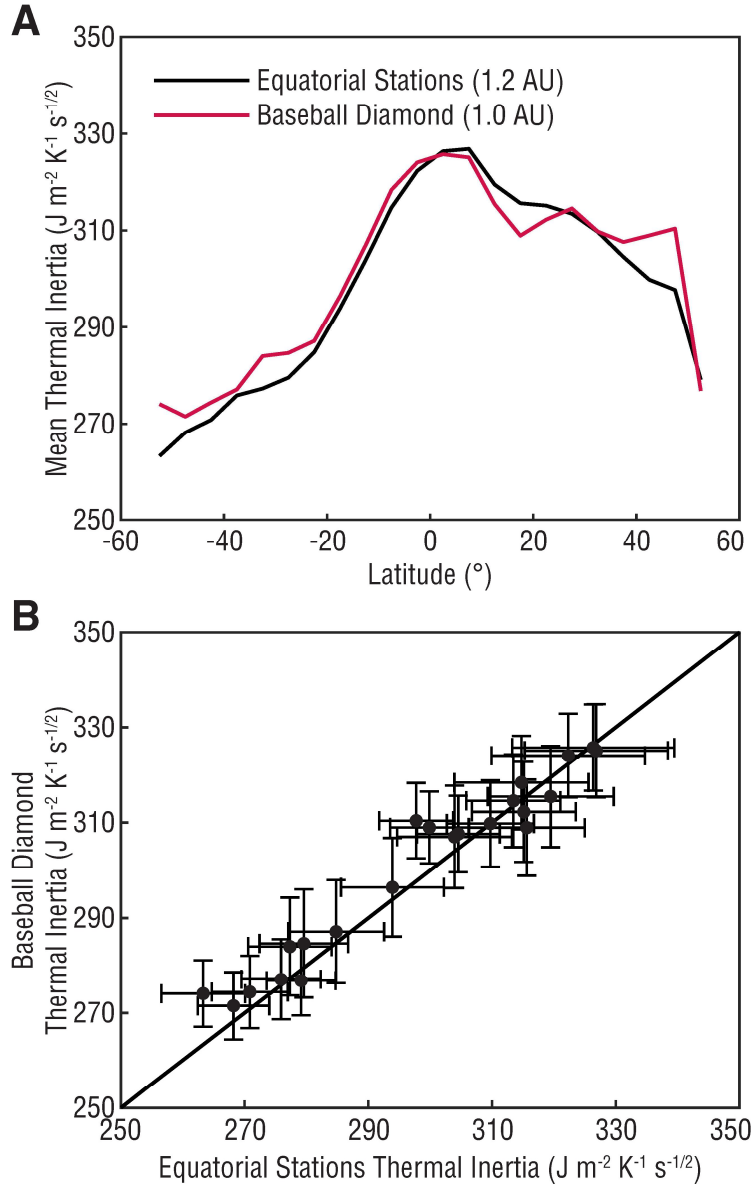 A
350
330
310
290
270
250
Mean Thermal Inertia (J m-2 K-1 s-1/2)
Equatorial Stations (1.2 AU)
Baseball Diamond (1.0 AU)
-60 -40 -20 0 20 40 60
Latitude (°)
B
350
330
310
290
270
250
Baseball Diamond
Thermal Inertia (J m-2 K-1 s-1/2)
250 270 290 310 330 350
Equatorial Stations Thermal Inertia (J m-2 K-1 s-1/2)